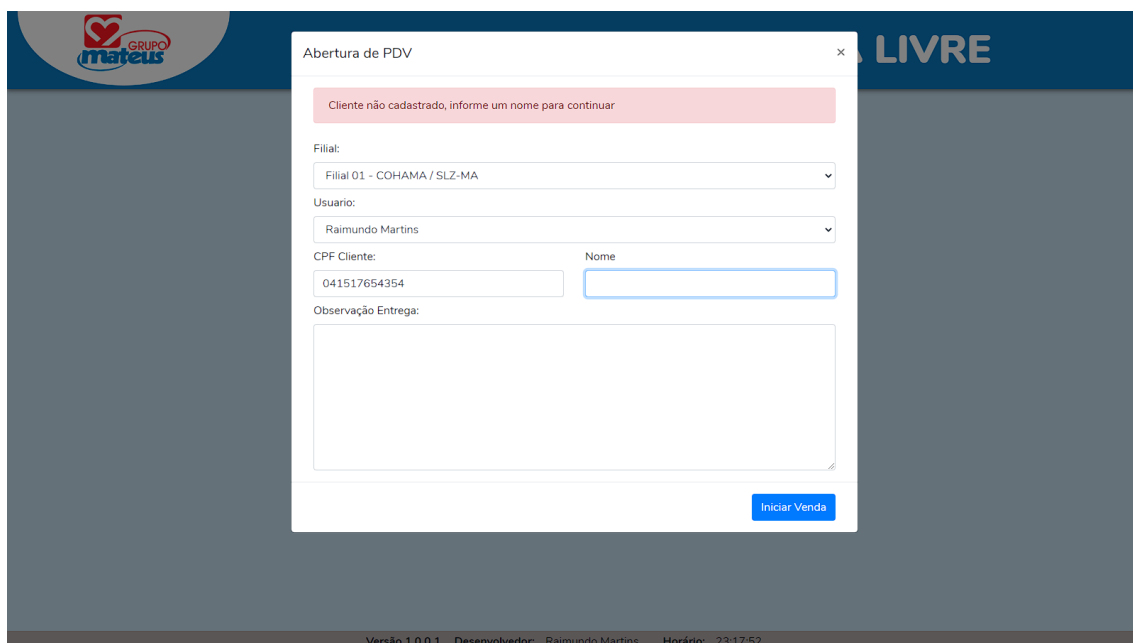 GRUPO
mateus
LIVRE
Abertura de PDV
×
Cliente não cadastrado, informe um nome para continuar
Filial:
Filial 01 - COHAMA / SLZ-MA
Usuario:
Raimundo Martins
CPF Cliente: Nome
041517654354
Observação Entrega:
Iniciar Venda
Versão 1.0.0.1 Desenvolvedor: Raimundo Martins Horário: 23:17:52